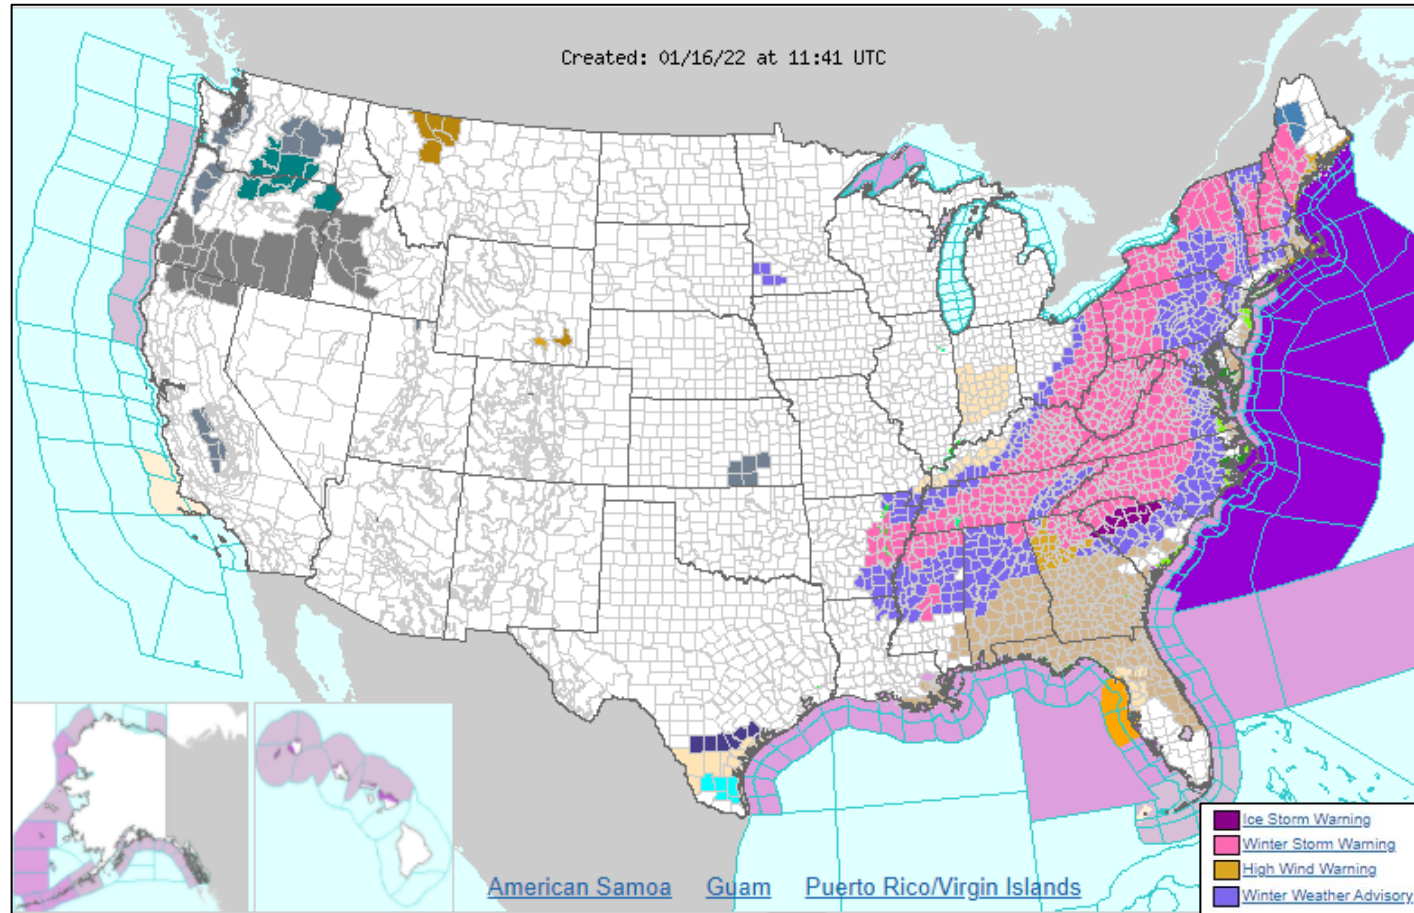 Created: 01/16/22 at 11:41 UTC
American Samoa Guam Puerto Rico/Virgin Islands
Ice Storm Warning
Winter Storm Warning
High Wind Warning
Winter Weather Advisory